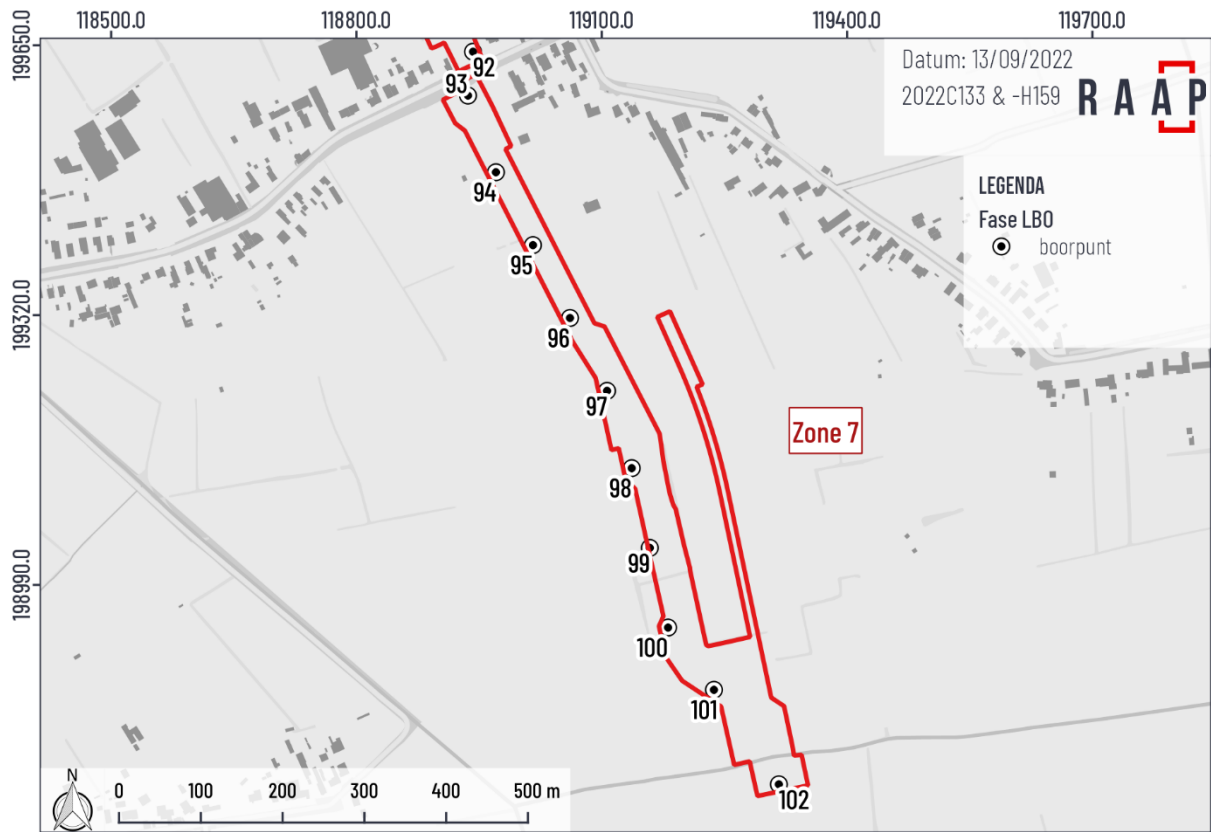 118500.0 118800.0 119100.0 119400.0 119700.0
199650.0
199320.0
198990.0
Datum: 13/09/2022
2022C133 & -H159
RAAP
LEGENDA
Fase LBO
boorpunt
92
93
94
95
96
97
Zone 7
98
99
100
101
102
N
0 100 200 300 400 500 m